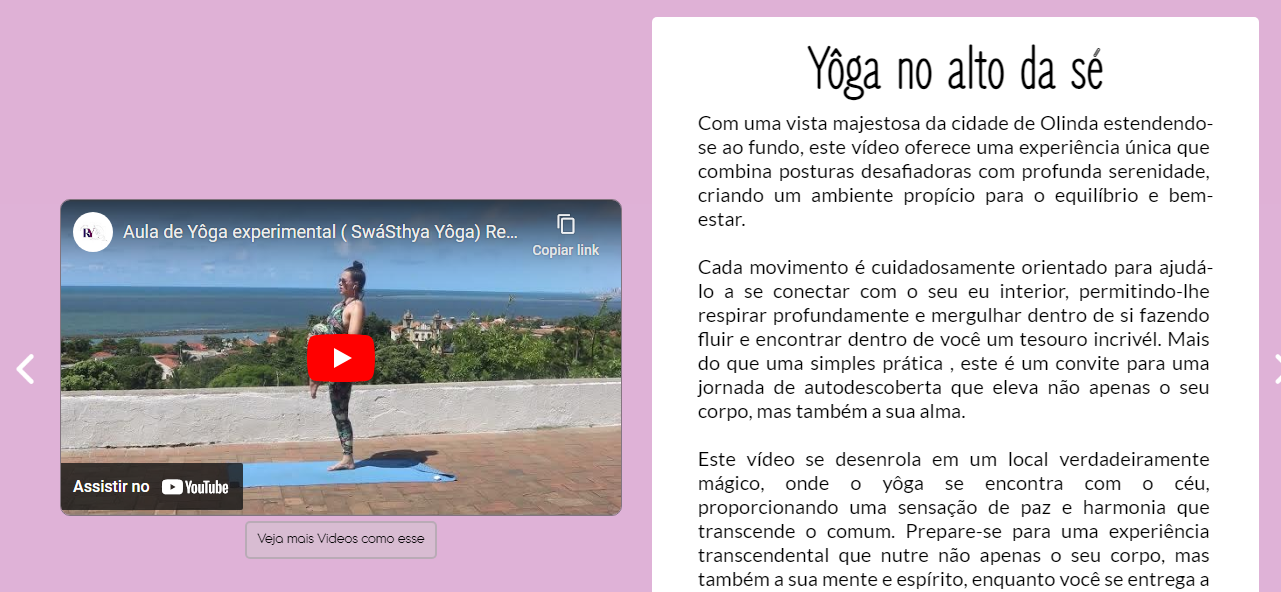 Aula de Yôga experimental ( SwáSthya Yôga) Re...
Copiar link
Assistir no YouTube
Veja mais Videos como esse
Yôga no alto da sé
Com uma vista majestosa da cidade de Olinda estendendo-
se ao fundo, este vídeo oferece uma experiência única que
combina posturas desafiadoras com profunda serenidade,
criando um ambiente propício para o equilíbrio e bem-
estar.
Cada movimento é cuidadosamente orientado para ajudá-
lo a se conectar com o seu eu interior, permitindo-lhe
respirar profundamente e mergulhar dentro de si fazendo
fluir e encontrar dentro de você um tesouro incrivél. Mais
do que uma simples prática , este é um convite para uma
jornada de autodescoberta que eleva não apenas o seu
corpo, mas também a sua alma.
Este vídeo se desenrola em um local verdadeiramente
mágico, onde o yôga se encontra com o céu,
proporcionando uma sensação de paz e harmonia que
transcende o comum. Prepare-se para uma experiência
transcendental que nutre não apenas o seu corpo, mas
também a sua mente e espírito, enquanto você se entrega a